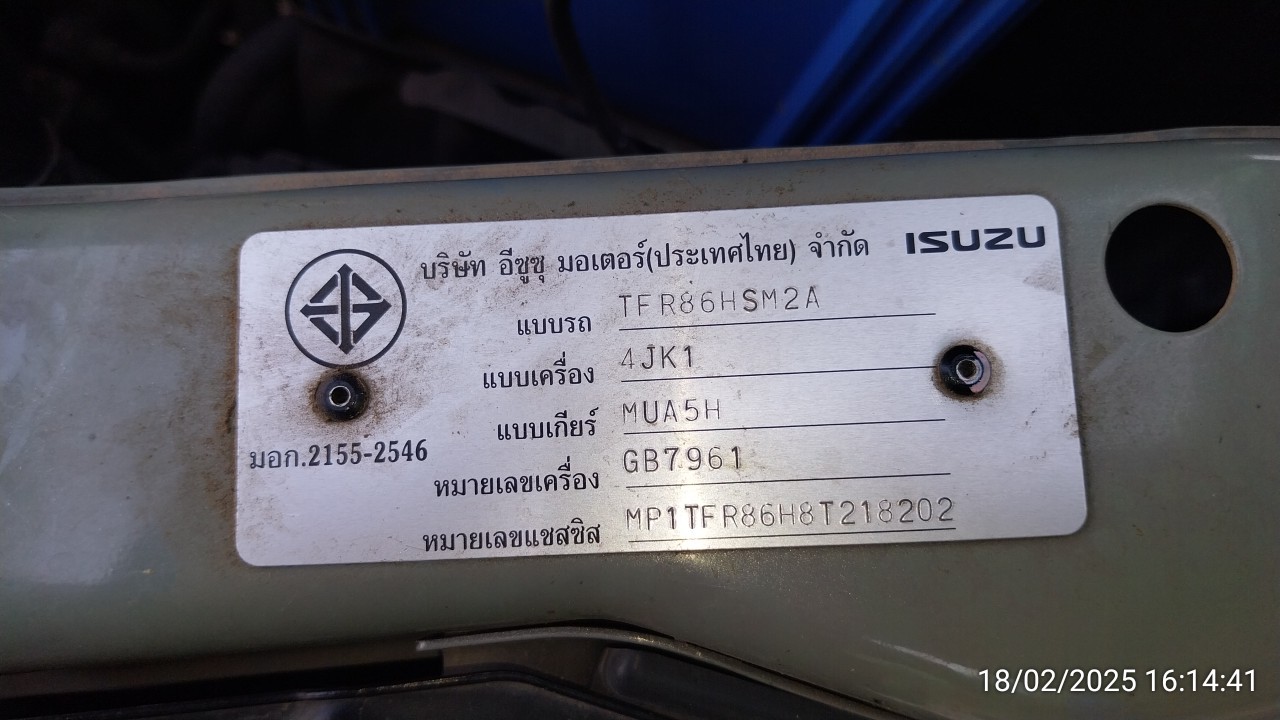 บริษัท อีซูซุ มอเตอร์(ประเทศไทย) จำกัด ISUZU
แบบรถ TFR86HSM2A
แบบเครื่อง 4JK1
แบบเกียร์ MUA5H
มอก.2155-2546
หมายเลขเครื่อง GB7961
หมายเลขแชสซิส MP1TFR86H8T218202
18/02/2025 16:14:41